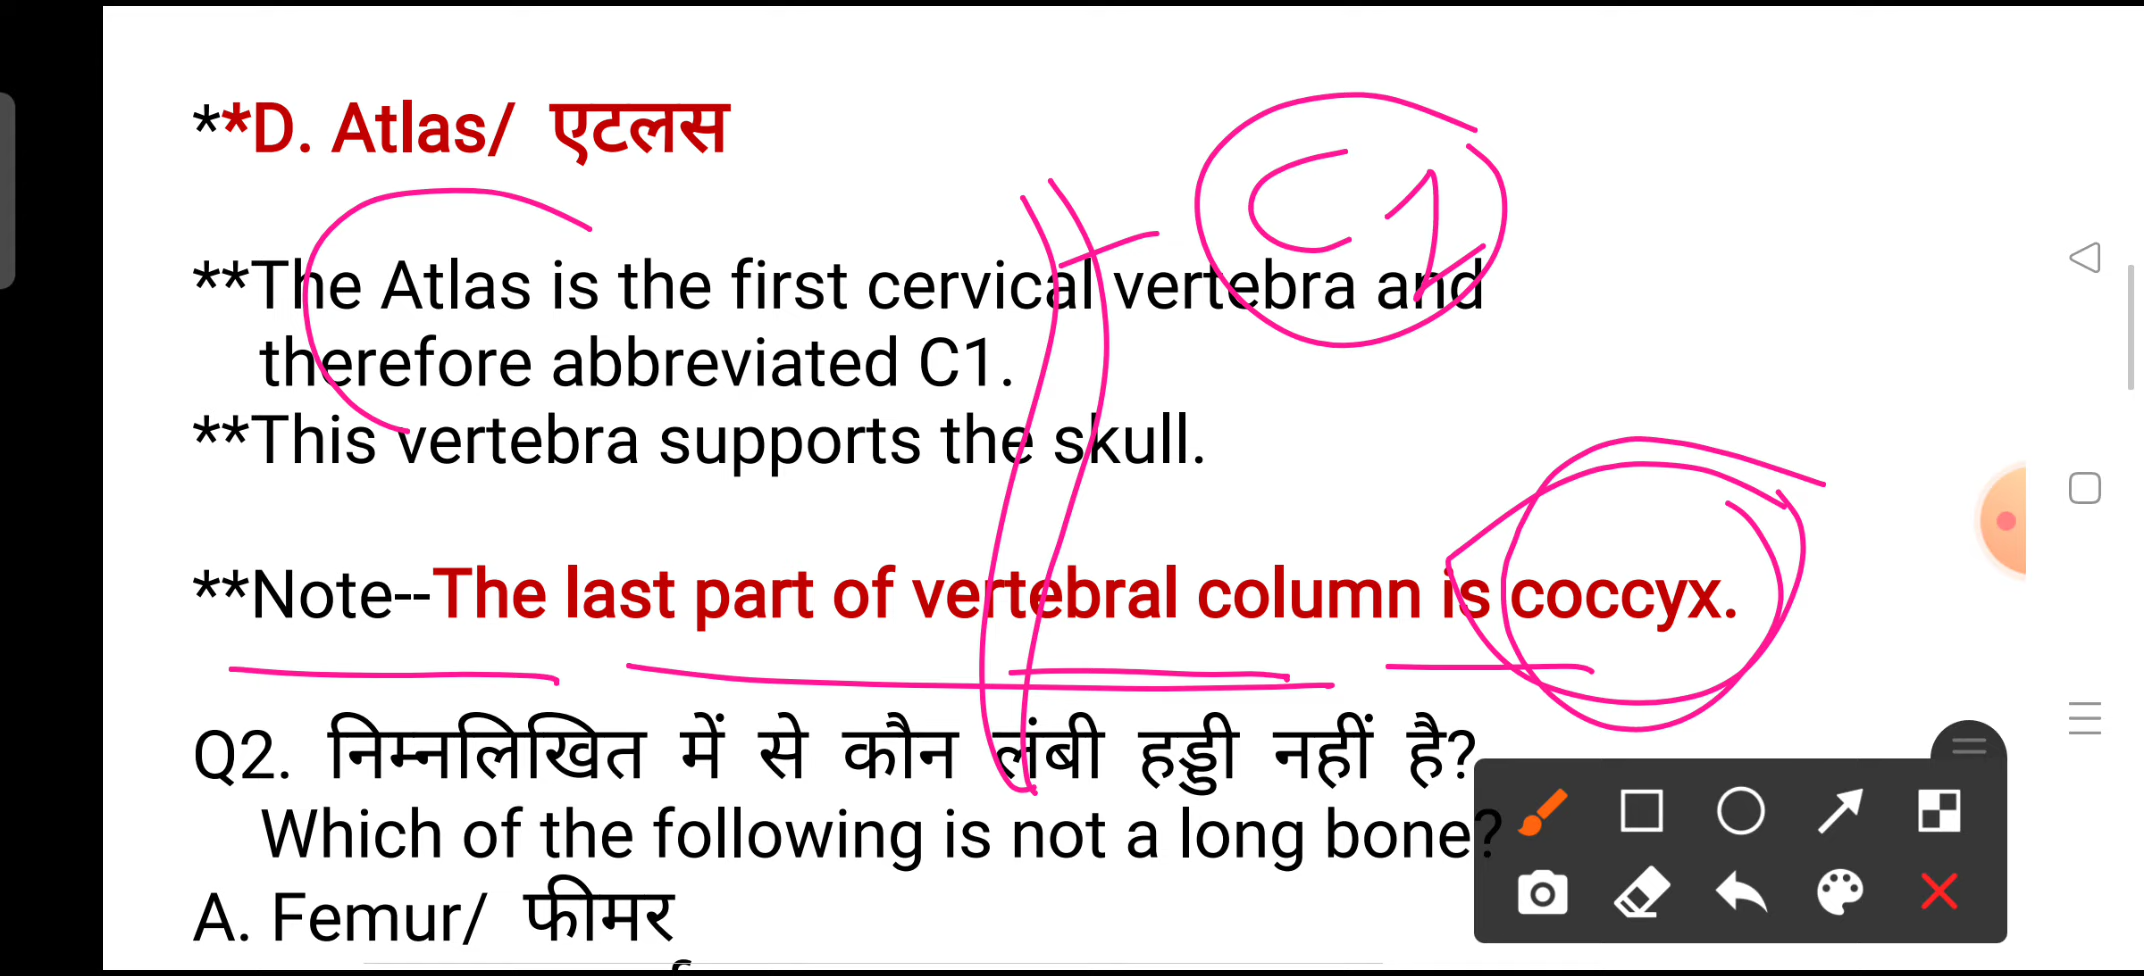 **D. Atlas/ एटलस
C1
**The Atlas is the first cervical vertebra and
therefore abbreviated C1.
**This vertebra supports the skull.
**Note--The last part of vertebral column is coccyx.
Q2. निम्नलिखित में से कौन लंबी हड्डी नहीं है?
Which of the following is not a long bone?
A. Femur/ फीमर